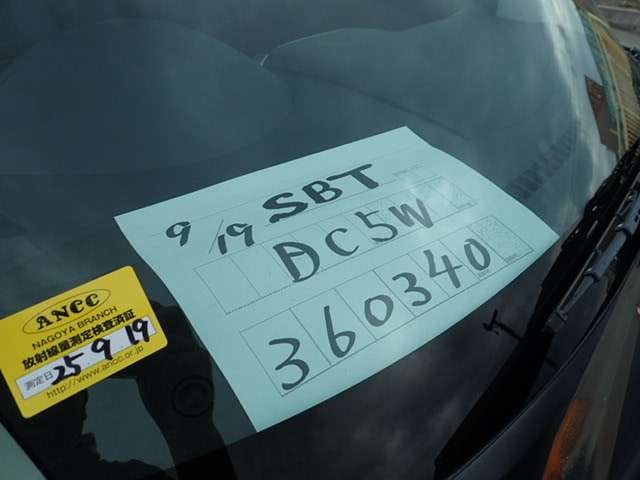 9/19 SBT
DC5W
360340
ANCC
NAGOYA BRANCH
放射線量測定検査済証
測定日 25 9 19
http://www.ancc.or.jp